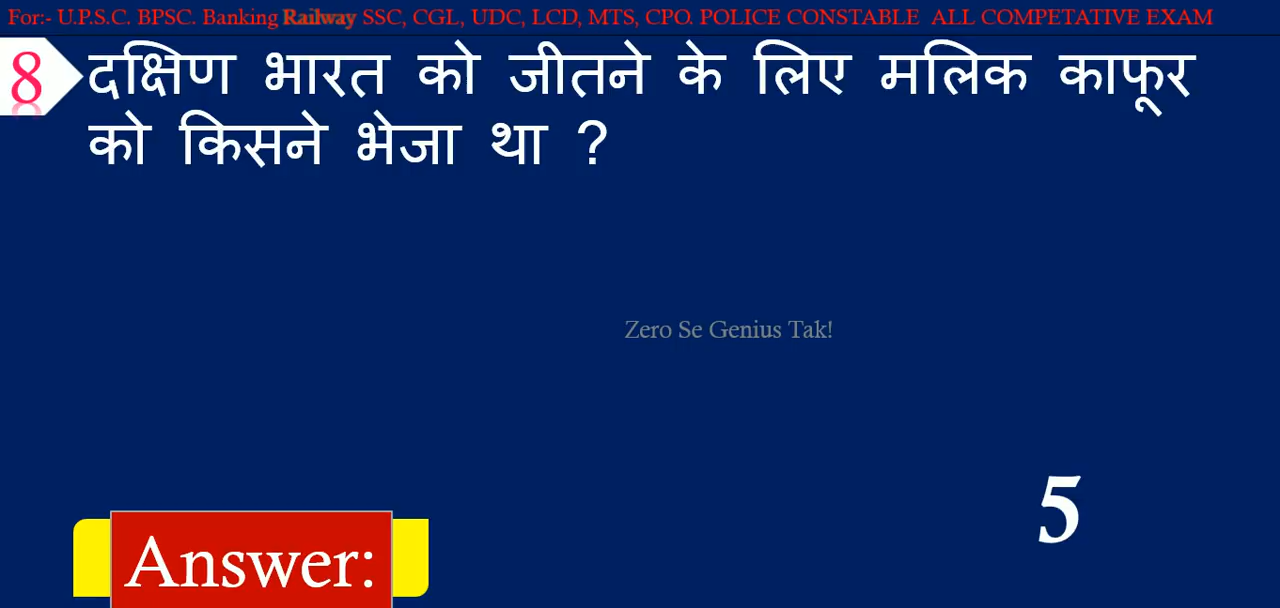 For:- U.P.S.C. BPSC. Banking Railway SSC, CGL, UDC, LCD, MTS, CPO. POLICE CONSTABLE ALL COMPETATIVE EXAM
8 दक्षिण भारत को जीतने के लिए मलिक काफूर
को किसने भेजा था ?
Zero Se Genius Tak!
5
Answer: